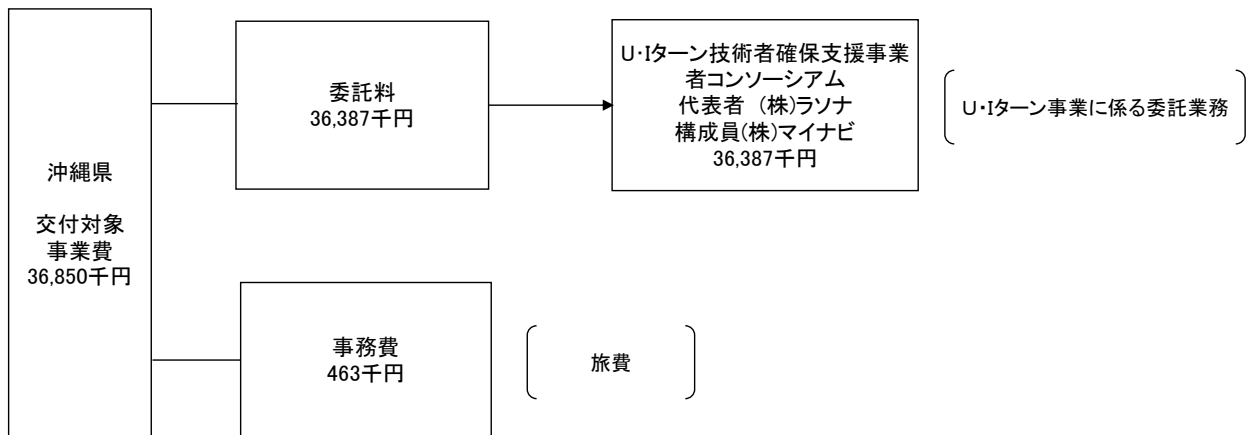 沖縄県
交付対象
事業費
36,850千円
委託料
36,387千円
U・Iターン技術者確保支援事業
者コンソーシアム
代表者 (株)ラソナ
構成員(株)マイナビ
36,387千円
U・Iターン事業に係る委託業務
事務費
463千円
旅費